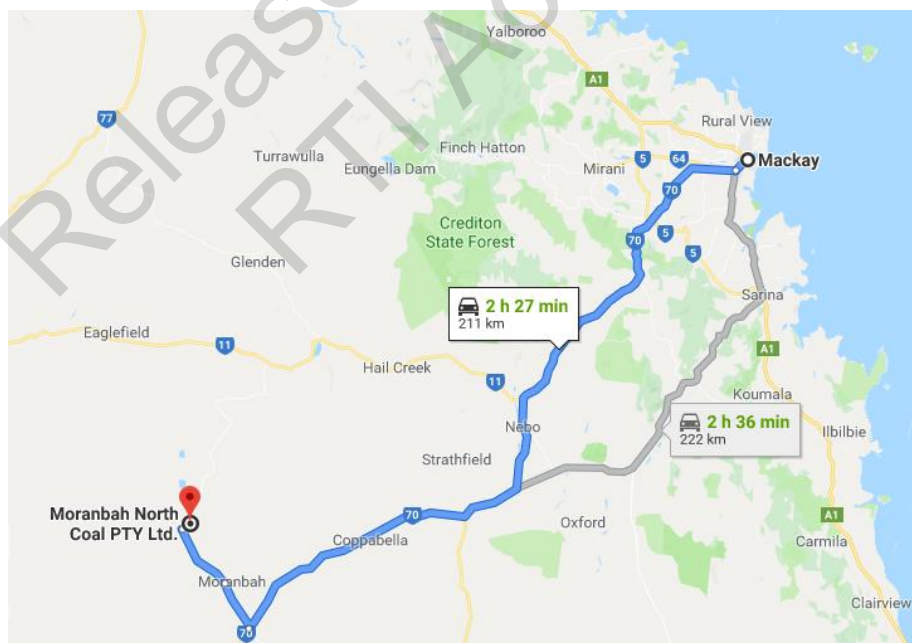 Release
RTI Ac
Yalboroo
A1
77
Rural View
Finch Hatton
Turrawulla
Eungella Dam
Mirani
5
64
Mackay
70
Crediton
State Forest
5
70
5
Glenden
Sarina
2 h 27 min
211 km
Eaglefield
11
A1
Hail Creek
11
Koumala
2 h 36 min
222 km
Nebo
Ilbilbie
Strathfield
Moranbah North
Coal PTY Ltd.
70
Oxford
A1
Coppabella
Carmila
Moranbah
Clairview
70